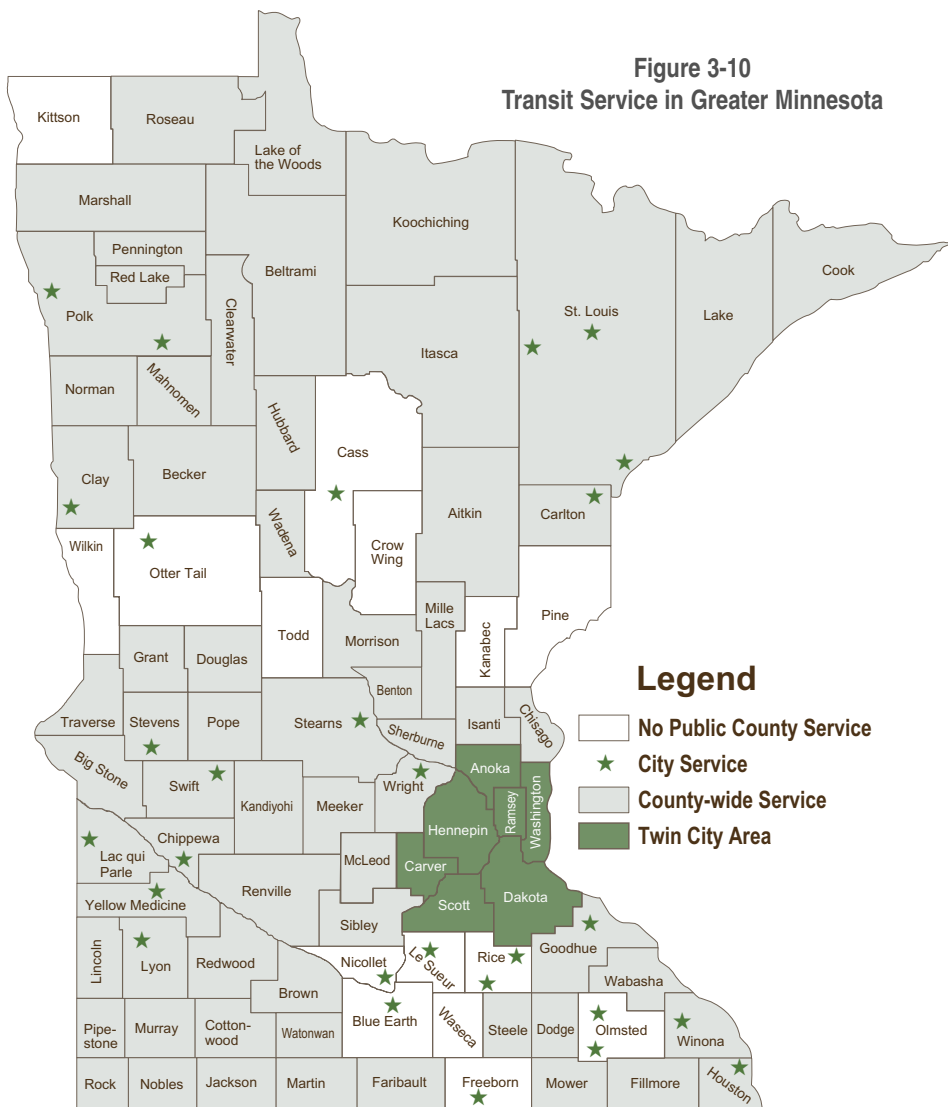 Figure 3-10
Transit Service in Greater Minnesota
Kittson
Roseau
Lake of
the Woods
Marshall
Koochiching
Pennington
Red Lake
Beltrami
Clearwater
Polk
St. Louis
Lake
Cook
Itasca
Norman
Mahnomen
Hubbard
Cass
Clay
Becker
Wadena
Aitkin
Carlton
Wilkin
Otter Tail
Crow
Wing
Mille
Lacs
Kanabec
Pine
Todd
Morrison
Grant
Douglas
Benton
Legend
No Public County Service
City Service
County-wide Service
Twin City Area
Traverse
Stevens
Pope
Stearns
Isanti
Chisago
Sherburne
Big Stone
Swift
Kandiyohi
Meeker
Wright
Anoka
Hennepin
Ramsey
Washington
Chippewa
Lac qui
Parle
McLeod
Carver
Renville
Scott
Dakota
Yellow Medicine
Sibley
Lincoln
Lyon
Redwood
Nicollet
Le Sueur
Rice
Goodhue
Wabasha
Brown
Pipe-
stone
Murray
Cotton-
wood
Watonwan
Blue Earth
Waseca
Steele
Dodge
Olmsted
Winona
Rock
Nobles
Jackson
Martin
Faribault
Freeborn
Mower
Fillmore
Houston